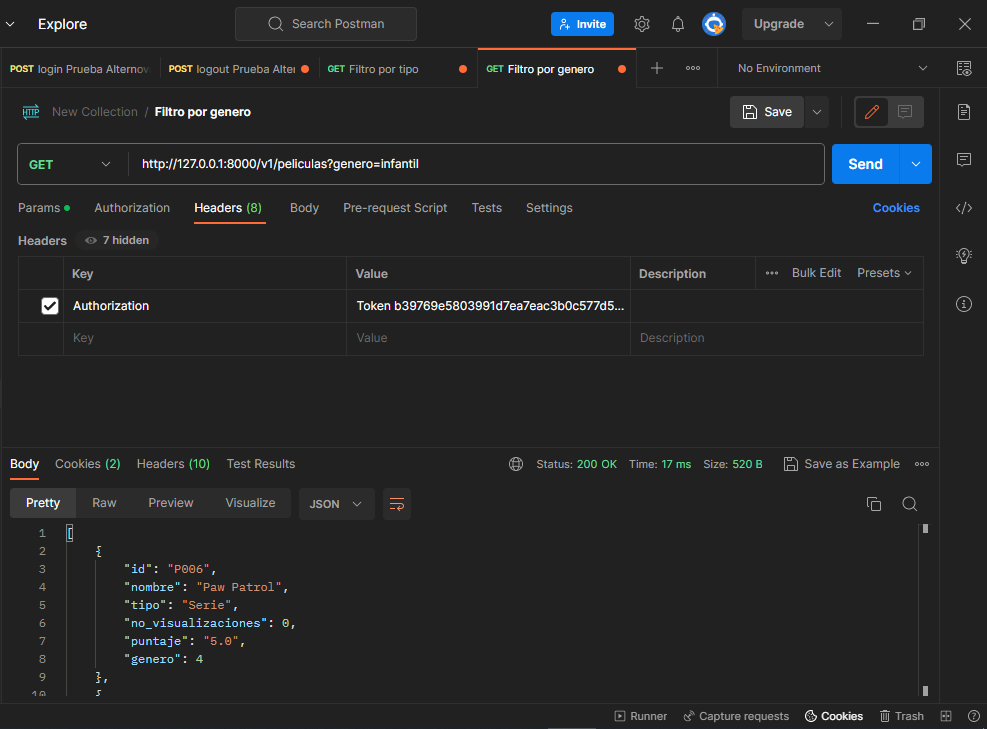 Explore
Search Postman
Invite
Upgrade
POST login Prueba Alternov
POST logout Prueba Alter
GET Filtro por tipo
GET Filtro por genero
No Environment
HTTP New Collection / Filtro por genero
Save
GET
http://127.0.0.1:8000/v1/peliculas?genero=infantil
Send
Params
Authorization
Headers (8)
Body
Pre-request Script
Tests
Settings
Cookies
Headers
7 hidden
Key Value Description
Bulk Edit
Presets
Authorization Token b39769e5803991d7ea7eac3b0c577d5...
Key Value Description
Body
Cookies (2)
Headers (10)
Test Results
Status: 200 OK Time: 17 ms Size: 520 B
Save as Example
Pretty
Raw
Preview
Visualize
JSON
1 [
2 {
3 "id": "P006",
4 "nombre": "Paw Patrol",
5 "tipo": "Serie",
6 "no_visualizaciones": 0,
7 "puntaje": "5.0",
8 "genero": 4
9 },
10 {
Runner
Capture requests
Cookies
Trash